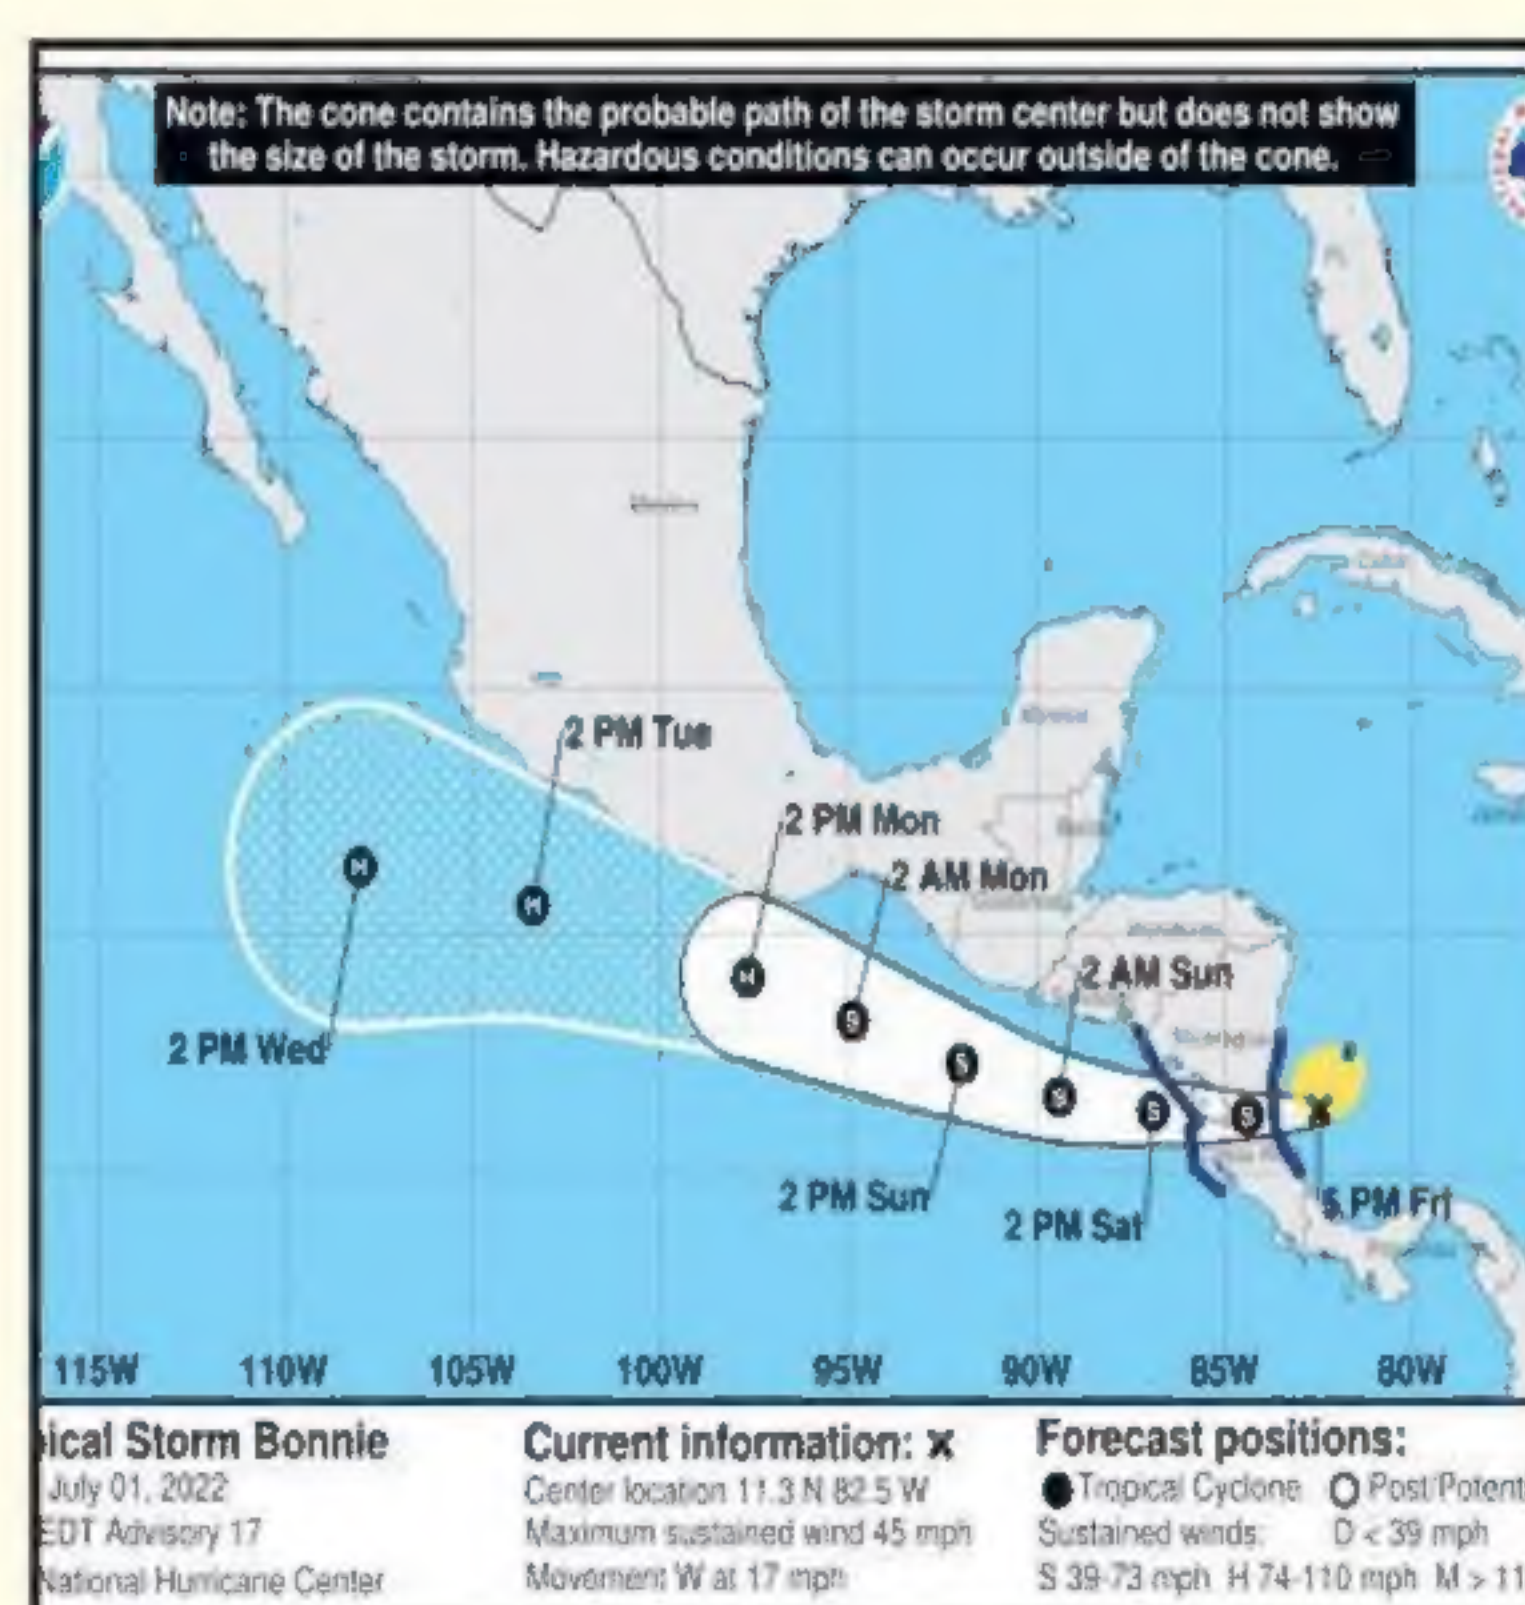 Note: The cone contains the probable path of the storm center but does not show
the size of the storm. Hazardous conditions can occur outside of the cone.
2 PM Tue
2 PM Mon
2 AM Mon
2 AM Sun
2 PM Wed
2 PM Sun
2 PM Sat
5 PM Fri
115W 110W 105W 100W 95W 90W 85W 80W
ical Storm Bonnie
July 01, 2022
EDT Advisory 17
National Hurricane Center
Current information: x
Center location 11.3 N 82.5 W
Maximum sustained wind 45 mph
Movement W at 17 mph
Forecast positions:
Tropical Cyclone Post/Potent
Sustained winds: D < 39 mph
S 39-73 mph H 74-110 mph M > 11